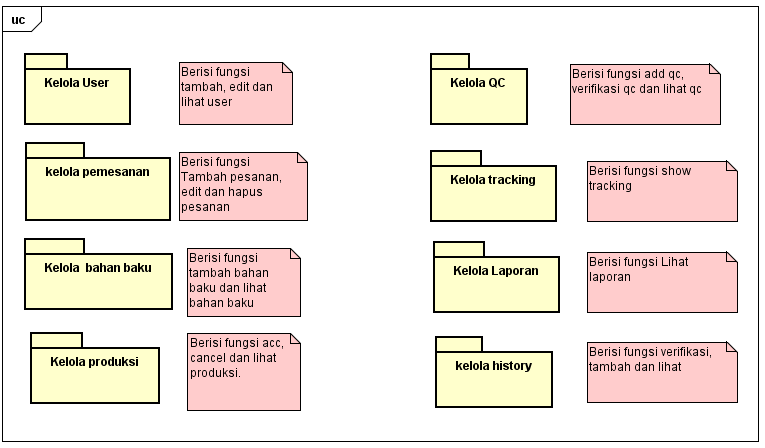 uc
Kelola User
Berisi fungsi
tambah, edit dan
lihat user
kelola pemesanan
Berisi fungsi
Tambah pesanan,
edit dan hapus
pesanan
Kelola  bahan baku
Berisi fungsi
tambah bahan
baku dan lihat
bahan baku
Kelola produksi
Berisi fungsi acc,
cancel dan lihat
produksi.
Kelola QC
Berisi fungsi add qc,
verifikasi qc dan lihat qc
Kelola tracking
Berisi fungsi show
tracking
Kelola Laporan
Berisi fungsi Lihat
laporan
kelola history
Berisi fungsi verifikasi,
tambah dan lihat